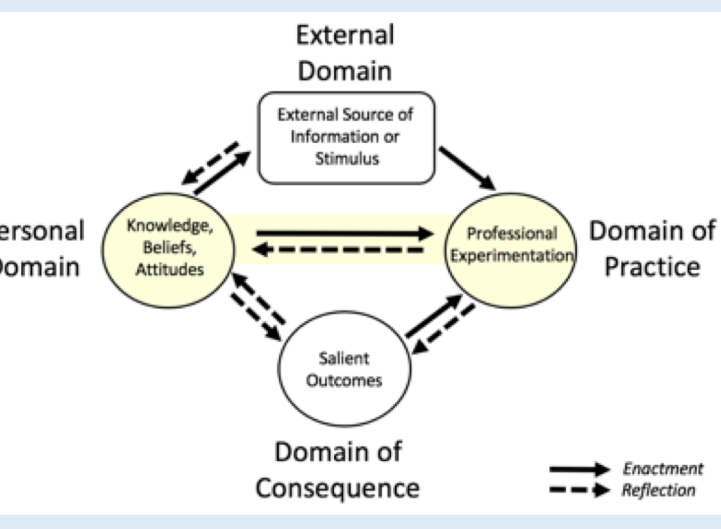 External
Domain
External Source of
Information or
Stimulus
ersonal
Domain
Knowledge,
Beliefs,
Attitudes
Professional
Experimentation
Domain of
Practice
Salient
Outcomes
Domain of
Consequence
Enactment
Reflection